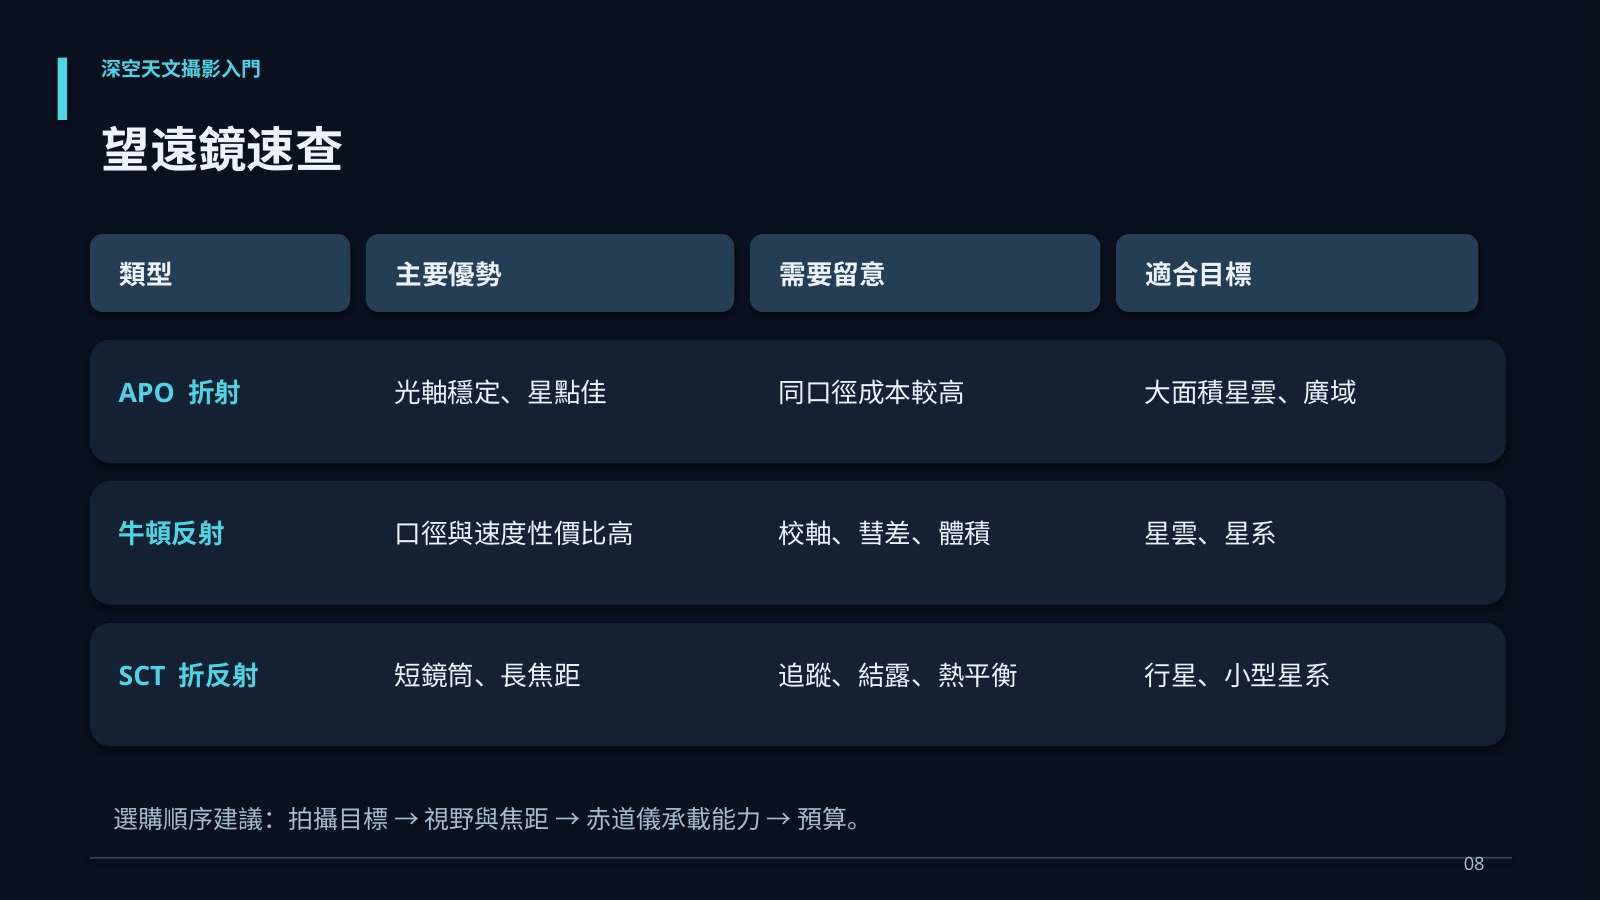 深空天文攝影入門
望遠鏡速查
類型 主要優勢 需要留意 適合目標
APO 折射 光軸穩定、星點佳 同口徑成本較高 大面積星雲、廣域
牛頓反射 口徑與速度性價比高 校軸、彗差、體積 星雲、星系
SCT 折反射 短鏡筒、長焦距 追蹤、結露、熱平衡 行星、小型星系
選購順序建議：拍攝目標 → 視野與焦距 → 赤道儀承載能力 → 預算。
08